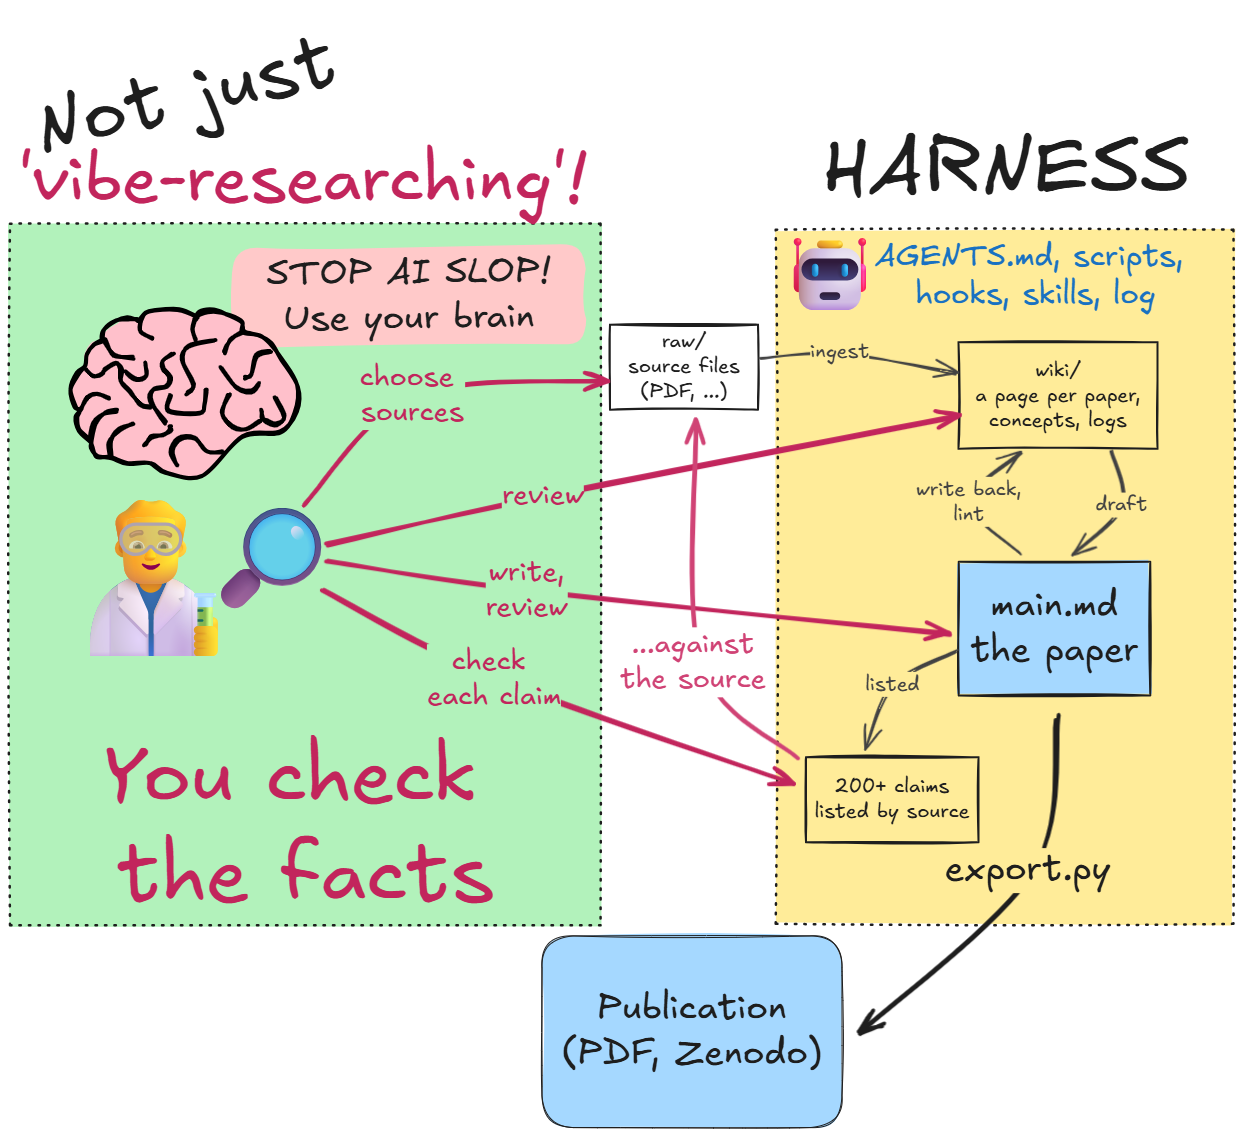 Not just
'vibe-researching'!
STOP AI SLOP!
Use your brain
choose
sources
review
write,
review
check
each claim
You check
the facts
raw/
source files
(PDF, ...)
...against
the source
HARNESS
AGENTS.md, scripts,
hooks, skills, log
ingest
wiki/
a page per paper,
concepts, logs
write back,
lint
draft
main.md
the paper
listed
200+ claims
listed by source
export.py
Publication
(PDF, Zenodo)